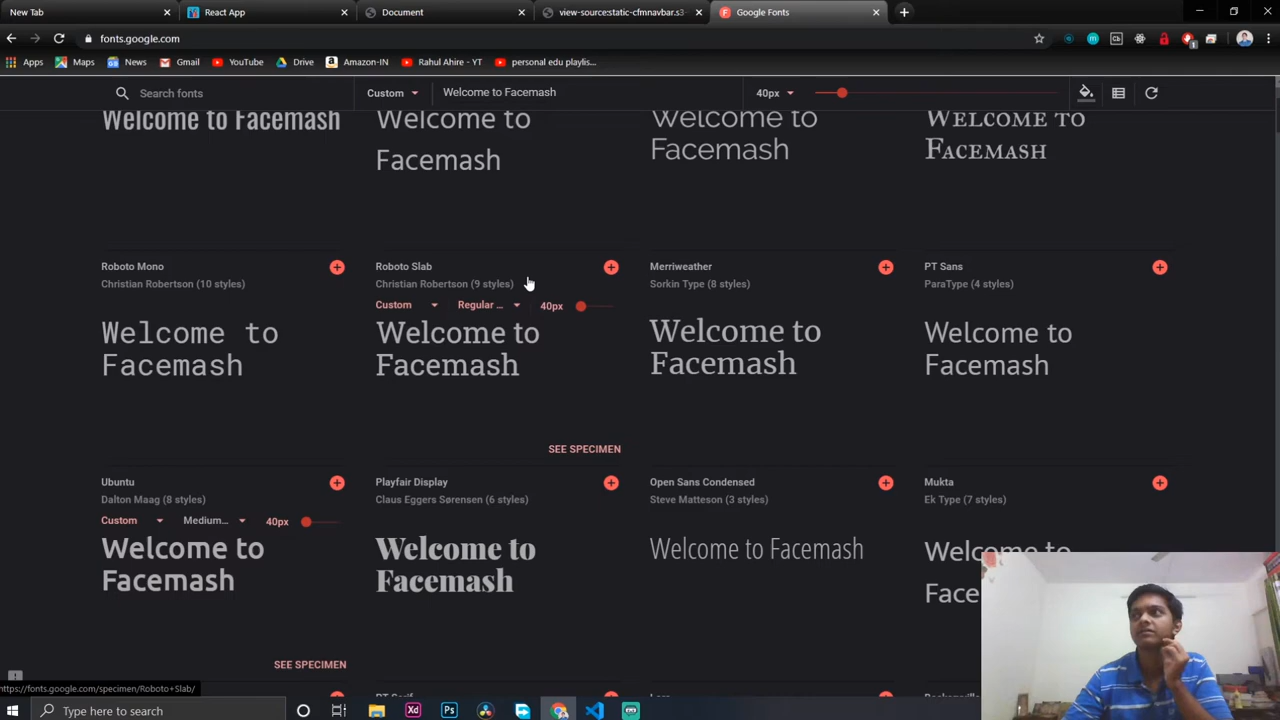 New Tab
React App
Document
view-source:static-cfmnavbar.s3-
Google Fonts
fonts.google.com
Apps
Maps
News
Gmail
YouTube
Drive
Amazon-IN
Rahul Ahire - YT
personal edu playlis...
Search fonts
Custom
Welcome to Facemash
40px
Welcome to Facemash
Welcome to
Facemash
Welcome to
Facemash
Welcome to
Facemash
Roboto Mono
Christian Robertson (10 styles)
Welcome to
Facemash
Roboto Slab
Christian Robertson (9 styles)
Custom
Regular ...
40px
Welcome to
Facemash
SEE SPECIMEN
Merriweather
Sorkin Type (8 styles)
Welcome to
Facemash
PT Sans
ParaType (4 styles)
Welcome to
Facemash
Ubuntu
Dalton Maag (8 styles)
Custom
Medium...
40px
Welcome to
Facemash
SEE SPECIMEN
Playfair Display
Claus Eggers Sørensen (6 styles)
Welcome to
Facemash
Open Sans Condensed
Steve Matteson (3 styles)
Welcome to Facemash
Mukta
Ek Type (7 styles)
Welcome to
Face
https://fonts.google.com/specimen/Roboto+Slab/
Type here to search